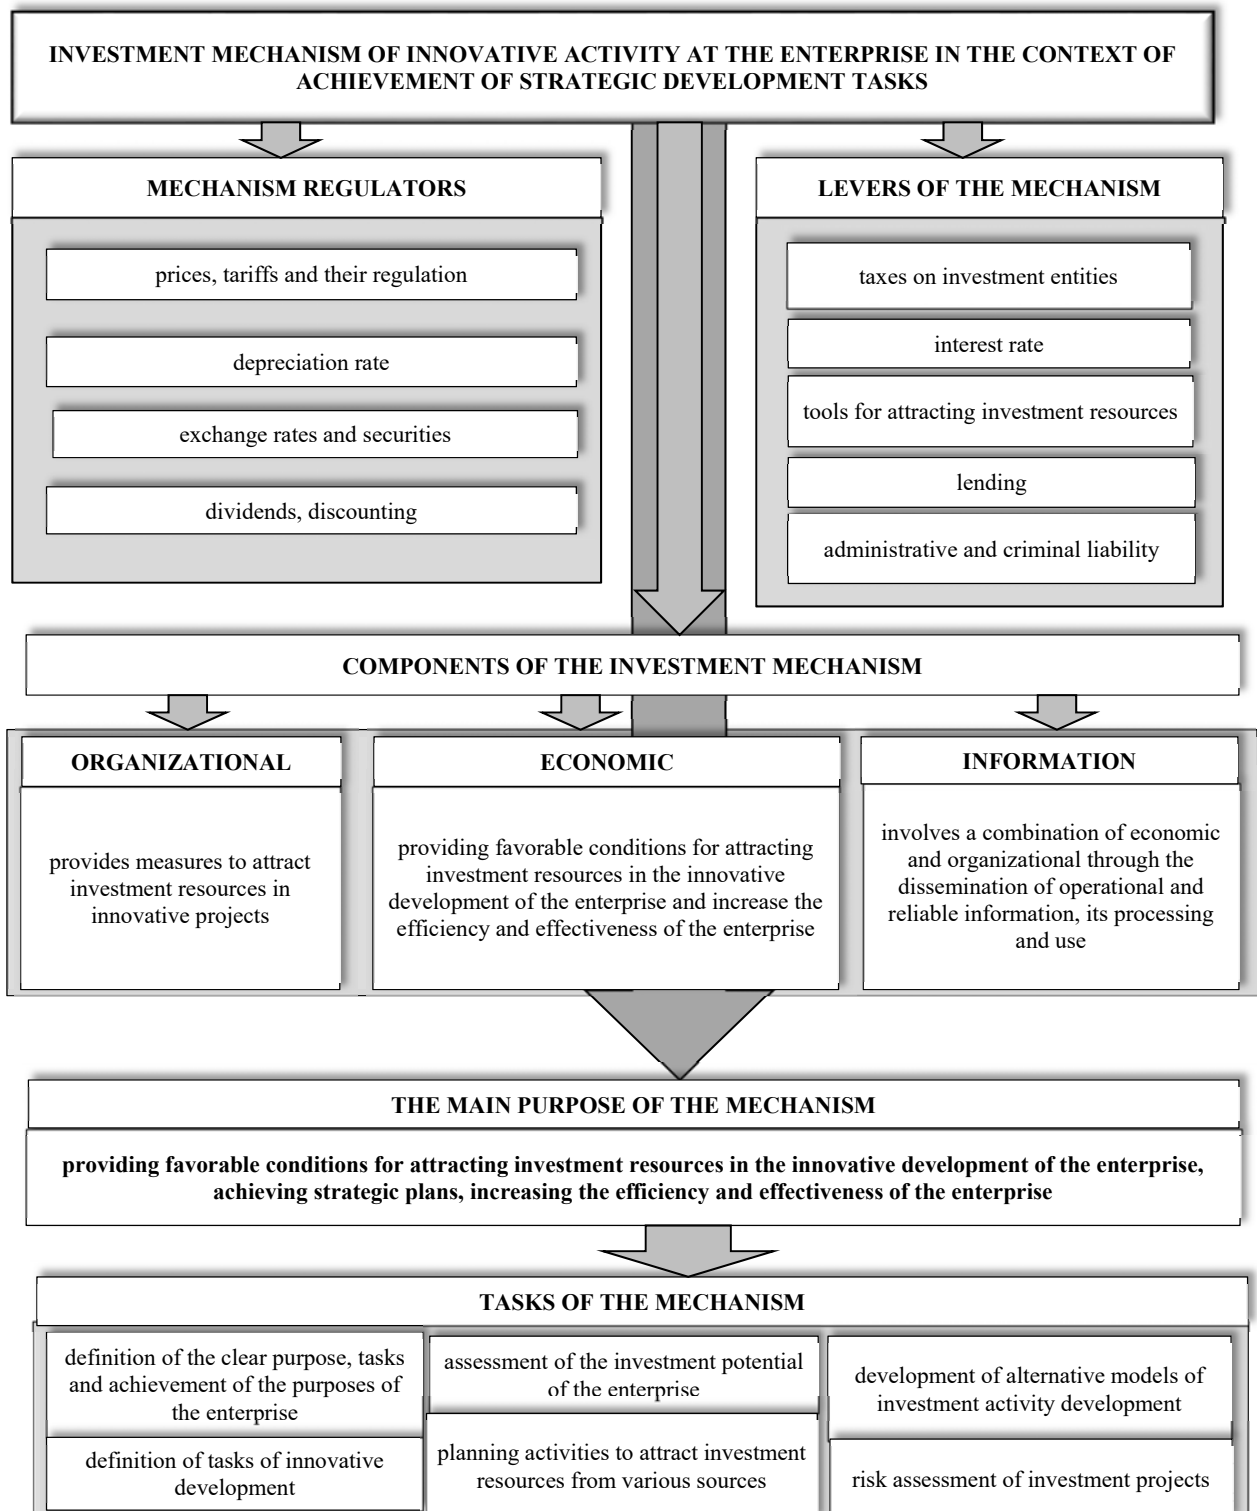 INVESTMENT MECHANISM OF INNOVATIVE ACTIVITY AT THE ENTERPRISE IN THE CONTEXT OF
ACHIEVEMENT OF STRATEGIC DEVELOPMENT TASKS
MECHANISM REGULATORS
prices, tariffs and their regulation
depreciation rate
exchange rates and securities
dividends, discounting
LEVERS OF THE MECHANISM
taxes on investment entities
interest rate
tools for attracting investment resources
lending
administrative and criminal liability
COMPONENTS OF THE INVESTMENT MECHANISM
ORGANIZATIONAL
provides measures to attract
investment resources in
innovative projects
ECONOMIC
providing favorable conditions for attracting
investment resources in the innovative
development of the enterprise and increase the
efficiency and effectiveness of the enterprise
INFORMATION
involves a combination of economic
and organizational through the
dissemination of operational and
reliable information, its processing
and use
THE MAIN PURPOSE OF THE MECHANISM
providing favorable conditions for attracting investment resources in the innovative development of the enterprise,
achieving strategic plans, increasing the efficiency and effectiveness of the enterprise
TASKS OF THE MECHANISM
definition of the clear purpose, tasks
and achievement of the purposes of
the enterprise
definition of tasks of innovative
development
assessment of the investment potential
of the enterprise
planning activities to attract investment
resources from various sources
development of alternative models of
investment activity development
risk assessment of investment projects